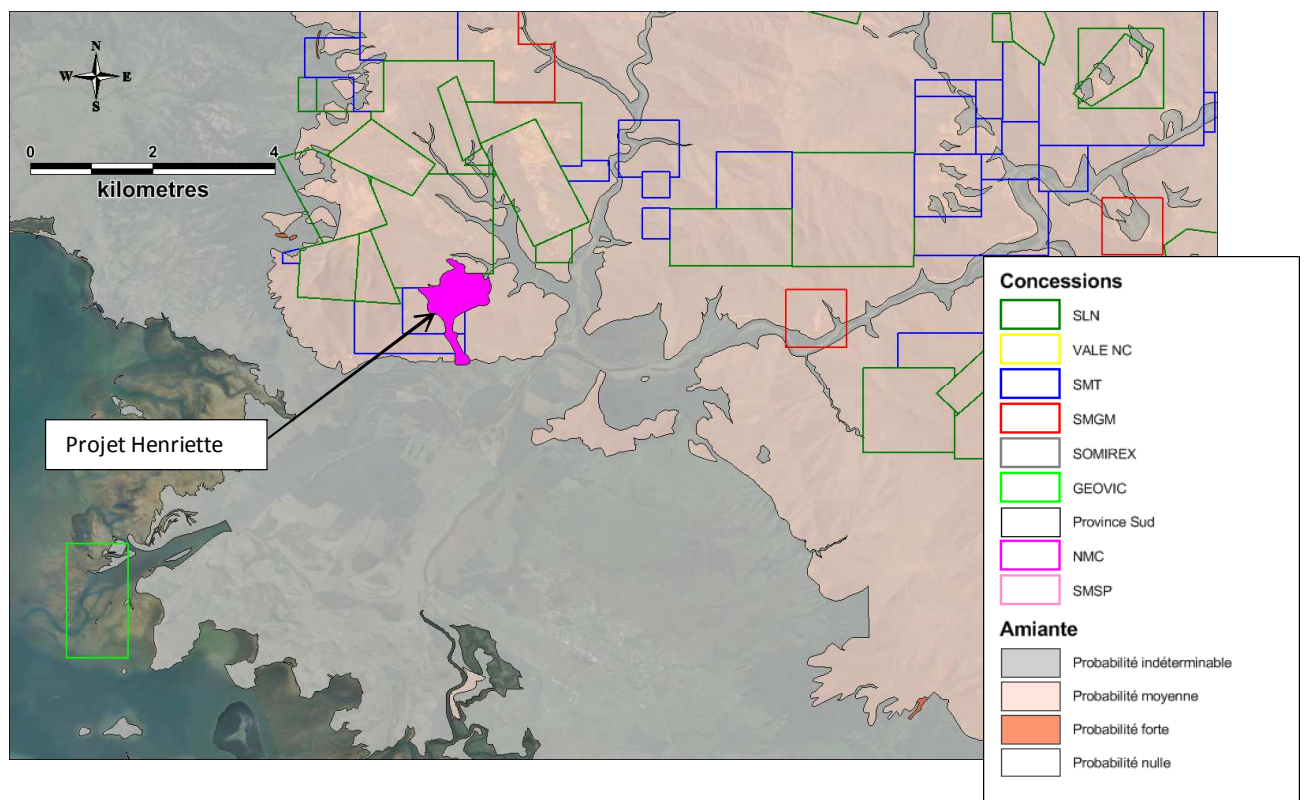 N
W E
S
0 2 4
kilometres
Projet Henriette
Concessions
SLN
VALE NC
SMT
SMGM
SOMIREX
GEOVIC
Province Sud
NMC
SMSP
Amiante
Probabilité indéterminable
Probabilité moyenne
Probabilité forte
Probabilité nulle